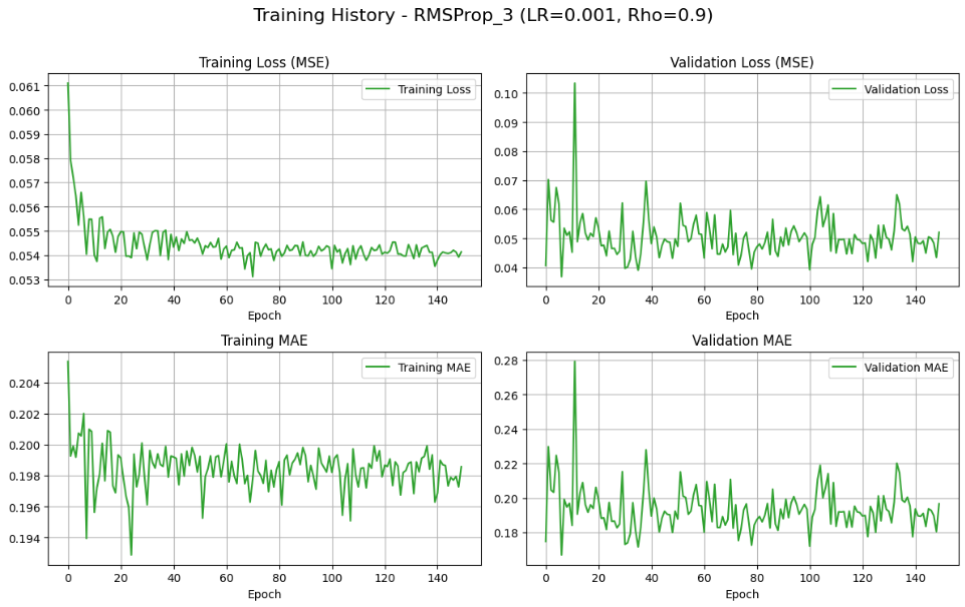 Training History - RMSProp_3 (LR=0.001, Rho=0.9)
Training Loss (MSE)
Training Loss
0.061
0.060
0.059
0.058
0.057
0.056
0.055
0.054
0.053
0 20 40 60 80 100 120 140
Epoch
Validation Loss (MSE)
Validation Loss
0.10
0.09
0.08
0.07
0.06
0.05
0.04
0 20 40 60 80 100 120 140
Epoch
Training MAE
Training MAE
0.204
0.202
0.200
0.198
0.196
0.194
0 20 40 60 80 100 120 140
Epoch
Validation MAE
Validation MAE
0.28
0.26
0.24
0.22
0.20
0.18
0 20 40 60 80 100 120 140
Epoch